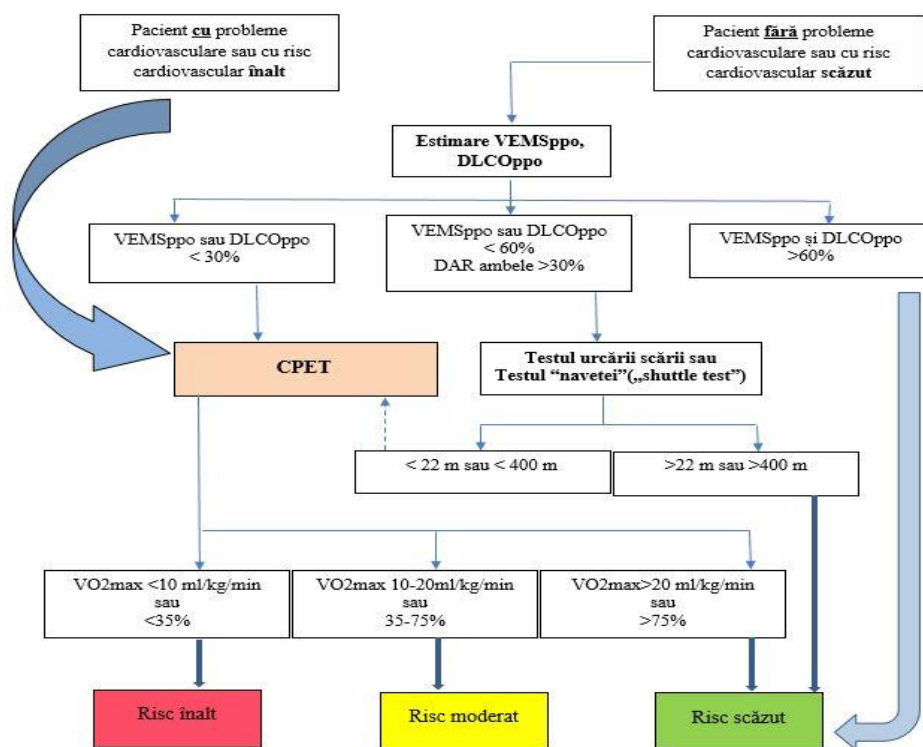 Pacient cu probleme
cardiovasculare sau cu risc
cardiovascular înalt
Pacient fără probleme
cardiovasculare sau cu risc
cardiovascular scăzut
Estimare VEMSppo,
DLCOppo
VEMSppo sau DLCOppo
< 30%
VEMSppo sau DLCOppo
< 60%
DAR ambele >30%
VEMSppo și DLCOppo
>60%
CPET
Testul urcării scării sau
Testul “navetei”(„shuttle test”)
< 22 m sau < 400 m
>22 m sau >400 m
VO2max <10 ml/kg/min
sau
<35%
VO2max 10-20ml/kg/min
sau
35-75%
VO2max>20 ml/kg/min
sau
>75%
Risc înalt
Risc moderat
Risc scăzut